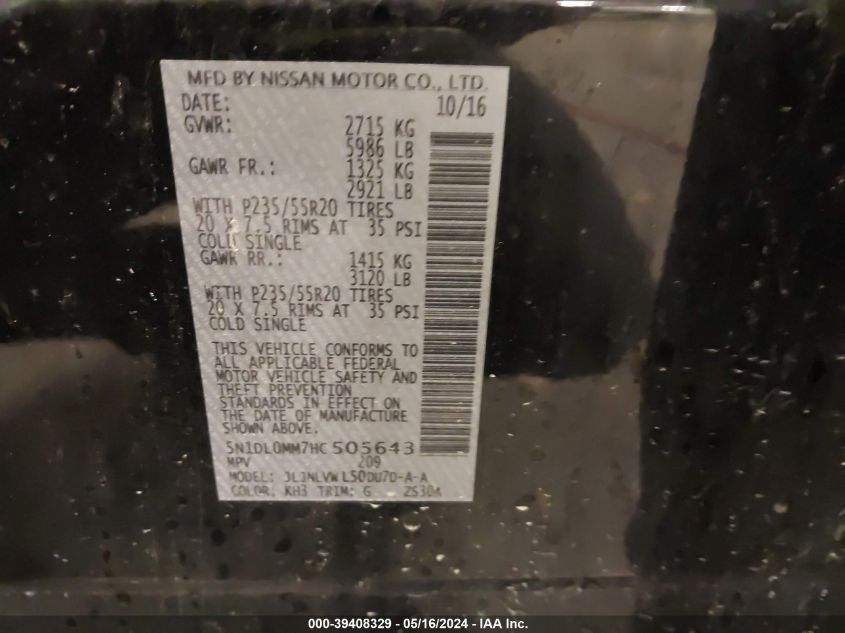 MFD BY NISSAN MOTOR CO., LTD.
DATE: 10/16
GVWR: 2715 KG
5986 LB
GAWR FR.: 1325 KG
2921 LB
WITH P235/55R20 TIRES
20 X 7.5 RIMS AT 35 PSI
COLD SINGLE
GAWR RR.: 1415 KG
3120 LB
WITH P235/55R20 TIRES
20 X 7.5 RIMS AT 35 PSI
COLD SINGLE
THIS VEHICLE CONFORMS TO
ALL APPLICABLE FEDERAL
MOTOR VEHICLE SAFETY AND
THEFT PREVENTION
STANDARDS IN EFFECT ON
THE DATE OF MANUFACTURE
SHOWN ABOVE.
5N1DL0MM7HC505643
MPV 209
MODEL:
COLOR: KH3 TRIM: G
000-39408329 - 05/16/2024 - IAA Inc.